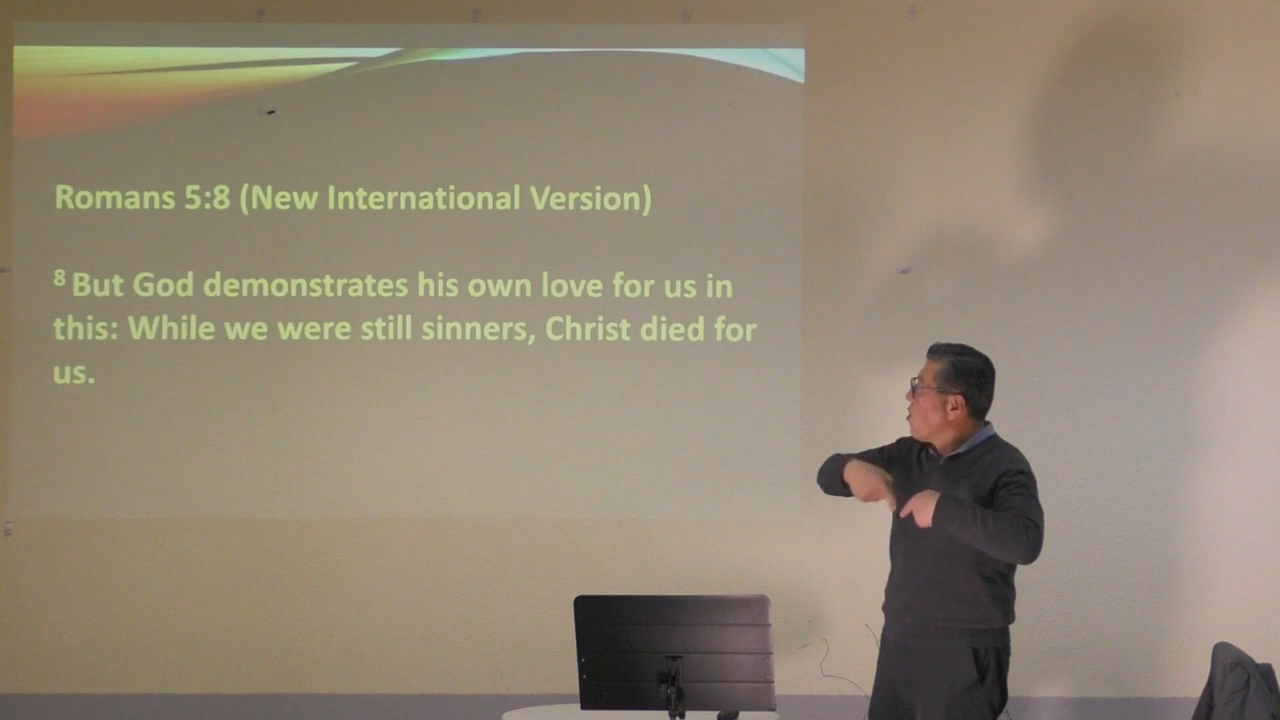 Romans 5:8 (New International Version)
8 But God demonstrates his own love for us in
this: While we were still sinners, Christ died for
us.